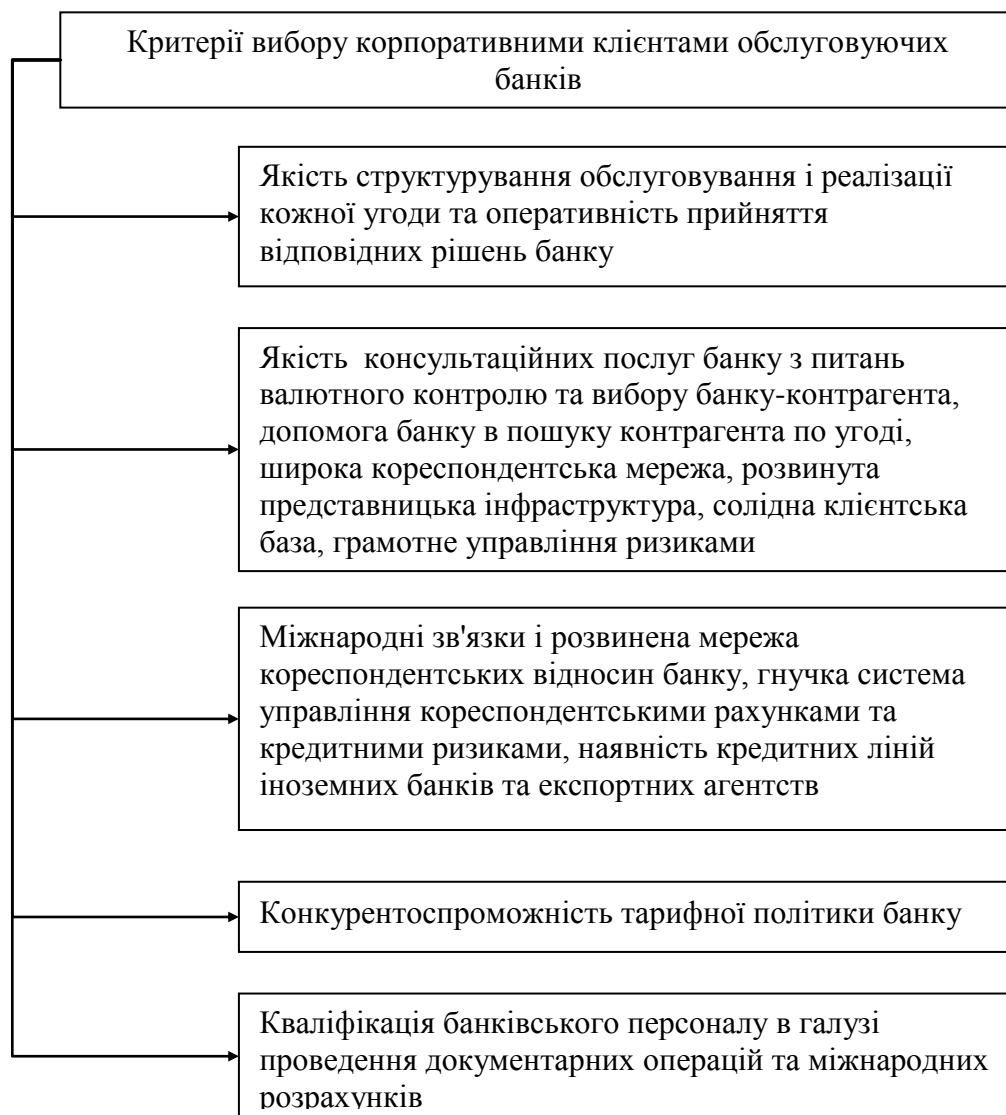 Критерії вибору корпоративними клієнтами обслуговуючих
банків
Якість структурування обслуговування і реалізації
кожної угоди та оперативність прийняття
відповідних рішень банку
Якість консультаційних послуг банку з питань
валютного контролю та вибору банку-контрагента,
допомога банку в пошуку контрагента по угоді,
широка кореспондентська мережа, розвинута
представницька інфраструктура, солідна клієнтська
база, грамотне управління ризиками
Міжнародні зв'язки і розвинена мережа
кореспондентських відносин банку, гнучка система
управління кореспондентськими рахунками та
кредитними ризиками, наявність кредитних ліній
іноземних банків та експортних агентств
Конкурентоспроможність тарифної політики банку
Кваліфікація банківського персоналу в галузі
проведення документарних операцій та міжнародних
розрахунків